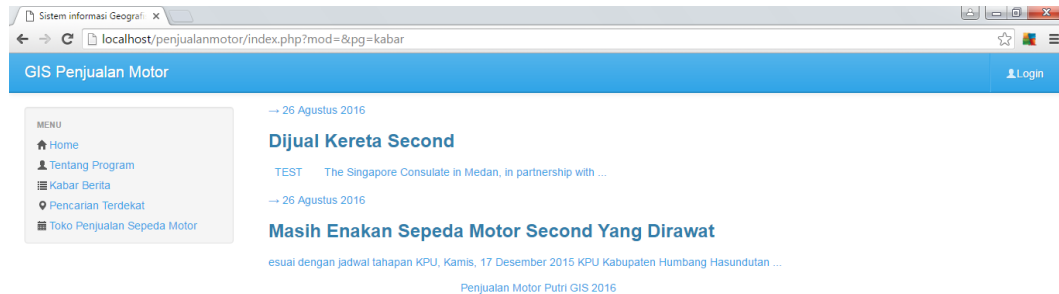 Sistem informasi Geografi
localhost/penjualanmotor/index.php?mod=&pg=kabar
GIS Penjualan Motor
Login
MENU
Home
Tentang Program
Kabar Berita
Pencarian Terdekat
Toko Penjualan Sepeda Motor
→ 26 Agustus 2016
Dijual Kereta Second
TEST The Singapore Consulate in Medan, in partnership with ...
→ 26 Agustus 2016
Masih Enakan Sepeda Motor Second Yang Dirawat
esuai dengan jadwal tahapan KPU, Kamis, 17 Desember 2015 KPU Kabupaten Humbang Hasundutan ...
Penjualan Motor Putri GIS 2016